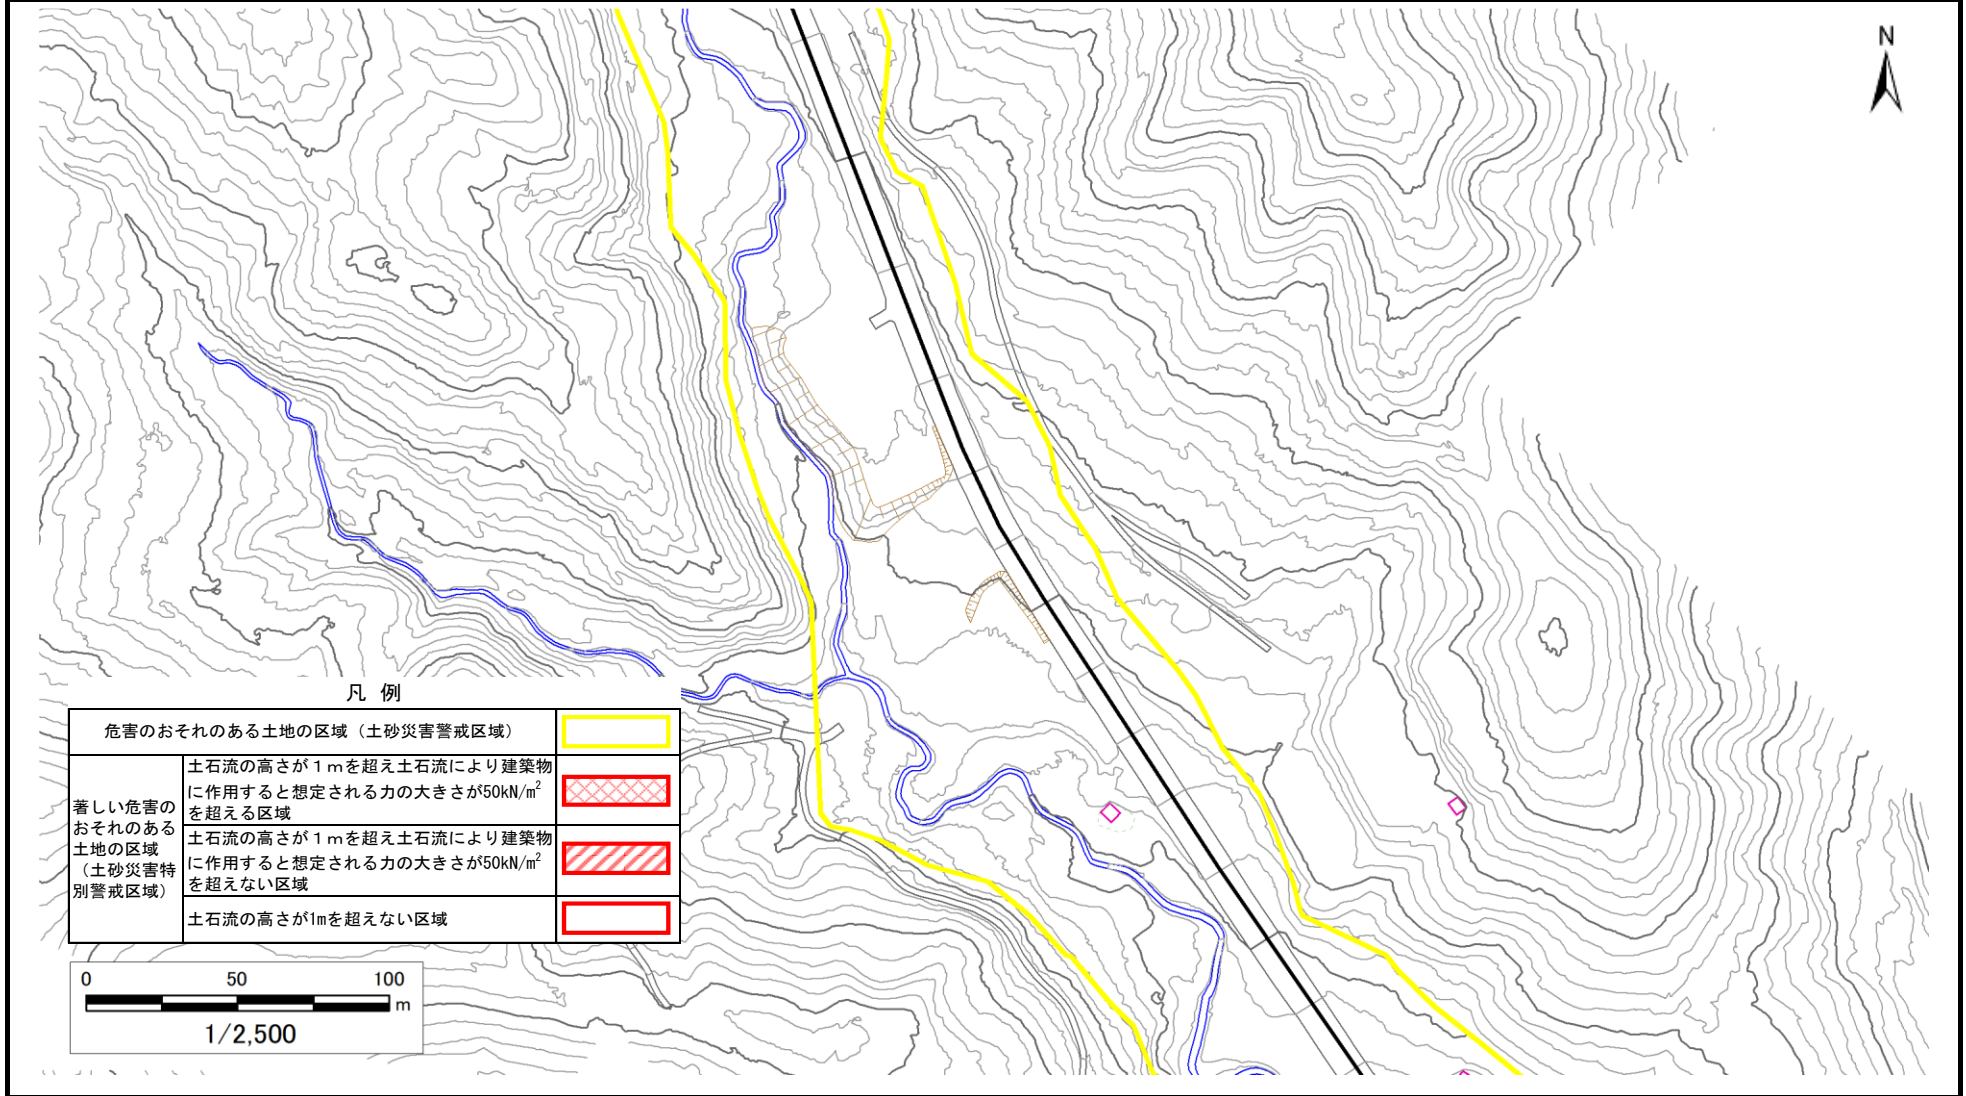 N
凡 例
危害のおそれのある土地の区域（土砂災害警戒区域）
著しい危害の
おそれのある
土地の区域
（土砂災害特
別警戒区域）
土石流の高さが１ｍを超え土石流により建築物
に作用すると想定される力の大きさが50kN/m²
を超える区域
土石流の高さが１ｍを超え土石流により建築物
に作用すると想定される力の大きさが50kN/m²
を超えない区域
土石流の高さが1mを超えない区域
0 50 100
m
1/2,500